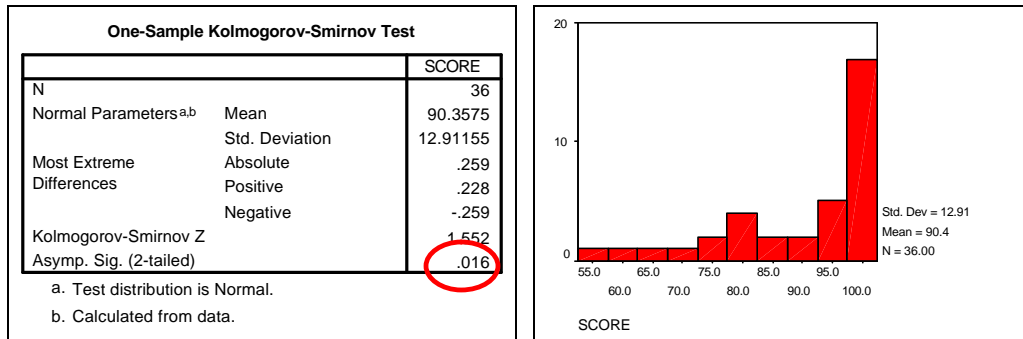 One-Sample Kolmogorov-Smirnov Test
SCORE
N 36
Normal Parameters a,b Mean 90.3575
Std. Deviation 12.91155
Most Extreme Absolute .259
Differences Positive .228
Negative -.259
Kolmogorov-Smirnov Z 1.552
Asymp. Sig. (2-tailed) .016
a. Test distribution is Normal.
b. Calculated from data.
20
10
0
55.0 65.0 75.0 85.0 95.0
60.0 70.0 80.0 90.0 100.0
SCORE
Std. Dev = 12.91
Mean = 90.4
N = 36.00